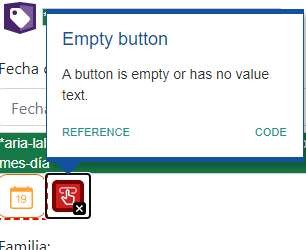 Empty button
A button is empty or has no value
text.
REFERENCE CODE
Fecha
Fecha
*aria-lal
mes-día
19
Familia: